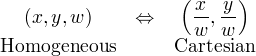 (x, y, w) ⇔ (x/w, y/w)
Homogeneous Cartesian